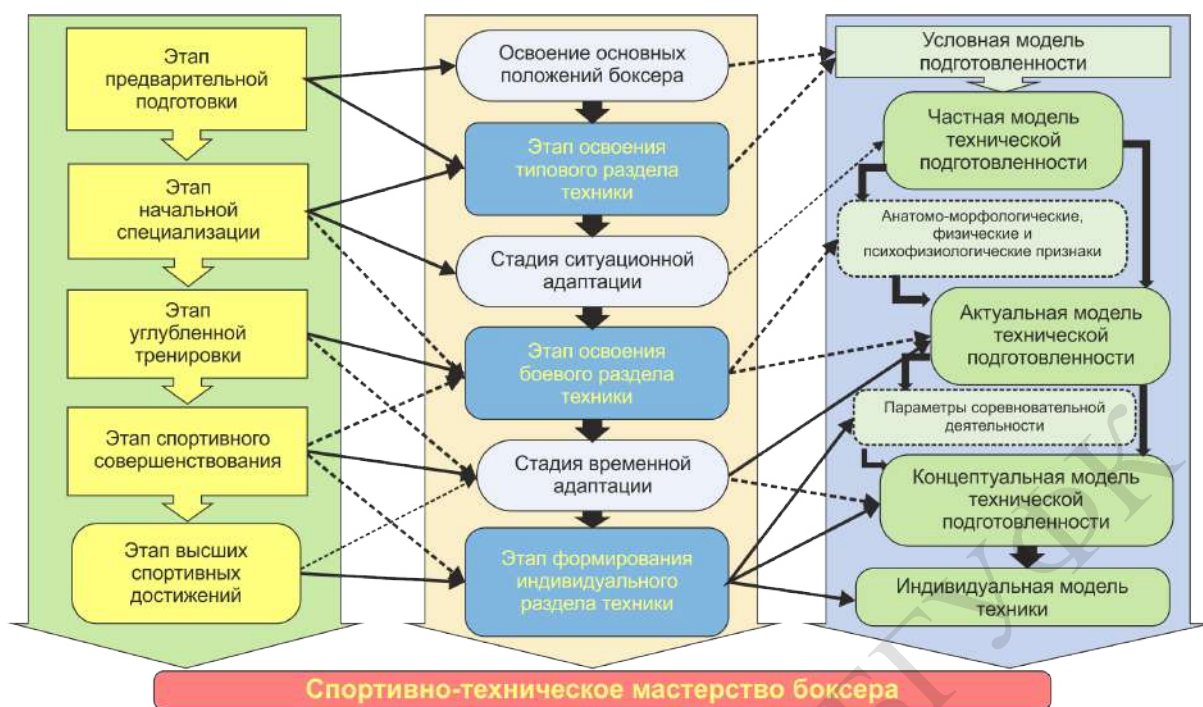 Этап
предварительной
подготовки
Этап
начальной
специализации
Этап
углубленной
тренировки
Этап спортивного
совершенствования
Этап высших
спортивных
достижений
Освоение основных
положений боксера
Этап освоения
типового раздела
техники
Стадия ситуационной
адаптации
Этап освоения
боевого раздела
техники
Стадия временной
адаптации
Этап формирования
индивидуального
раздела техники
Условная модель
подготовленности
Частная модель
технической
подготовленности
Анатомо-морфологические,
физические и
психофизиологические признаки
Актуальная модель
технической
подготовленности
Параметры соревновательной
деятельности
Концептуальная модель
технической
подготовленности
Индивидуальная модель
техники
Спортивно-техническое мастерство боксера
БГУФК